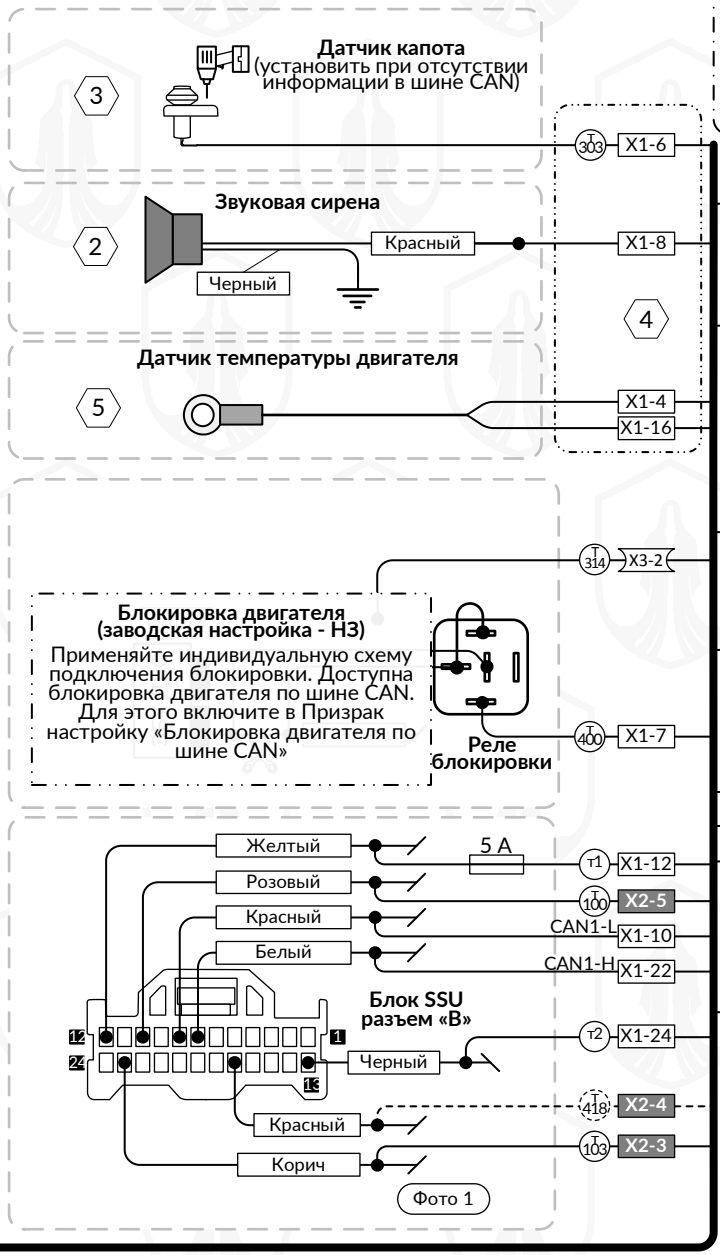 Датчик капота
(установить при отсутствии
информации в шине CAN)
3
T
303
X1-6
Звуковая сирена
2
Красный
X1-8
Черный
4
Датчик температуры двигателя
5
X1-4
X1-16
T
314
X3-2
Блокировка двигателя
(заводская настройка - НЗ)
Применяйте индивидуальную схему
подключения блокировки. Доступна
блокировка двигателя по шине CAN.
Для этого включите в Призрак
настройку «Блокировка двигателя по
шине CAN»
Реле
блокировки
T
400
X1-7
Желтый
5 А
т1
X1-12
Розовый
T
100
X2-5
Красный
CAN1-L
X1-10
Белый
CAN1-H
X1-22
Блок SSU
разъем «В»
12
1
т2
X1-24
24
13
Черный
T
418
X2-4
Красный
T
103
X2-3
Корич
Фото 1